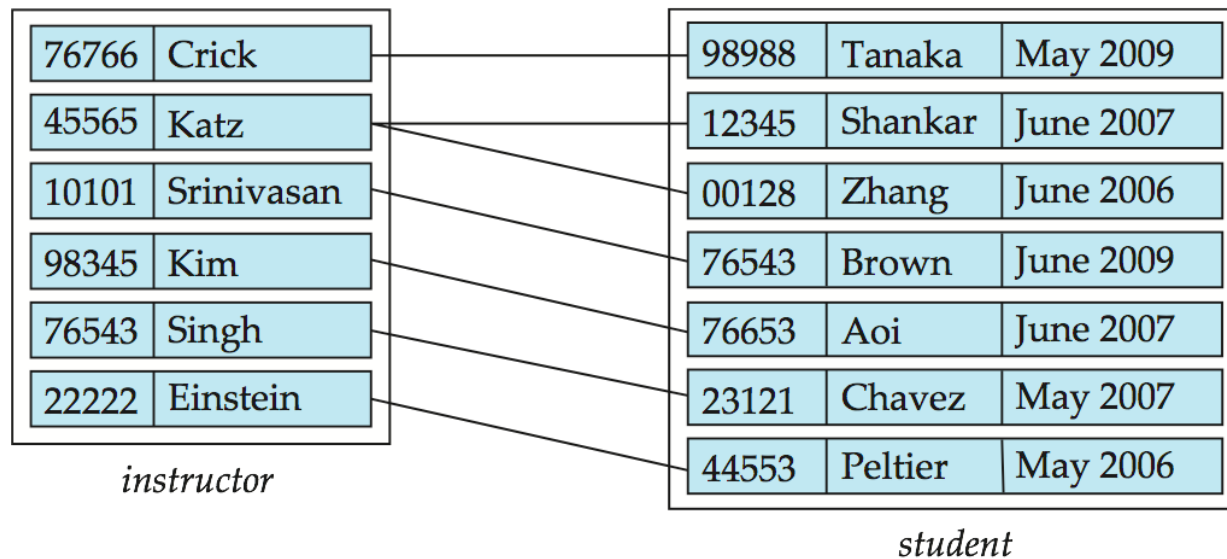 76766 Crick
45565 Katz
10101 Srinivasan
98345 Kim
76543 Singh
22222 Einstein
instructor
98988 Tanaka May 2009
12345 Shankar June 2007
00128 Zhang June 2006
76543 Brown June 2009
76653 Aoi June 2007
23121 Chavez May 2007
44553 Peltier May 2006
student